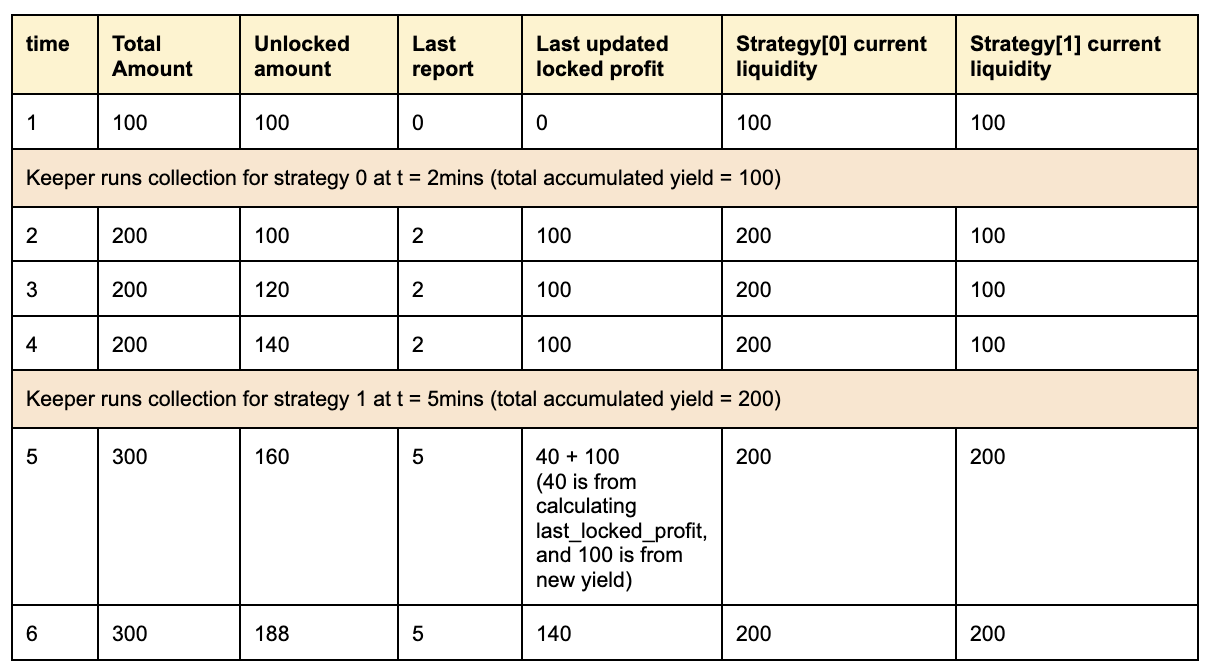 time Total Amount Unlocked amount Last report Last updated locked profit Strategy[0] current liquidity Strategy[1] current liquidity
1 100 100 0 0 100 100
Keeper runs collection for strategy 0 at t = 2mins (total accumulated yield = 100)
2 200 100 2 100 200 100
3 200 120 2 100 200 100
4 200 140 2 100 200 100
Keeper runs collection for strategy 1 at t = 5mins (total accumulated yield = 200)
5 300 160 5 40 + 100 (40 is from calculating last_locked_profit, and 100 is from new yield) 200 200
6 300 188 5 140 200 200